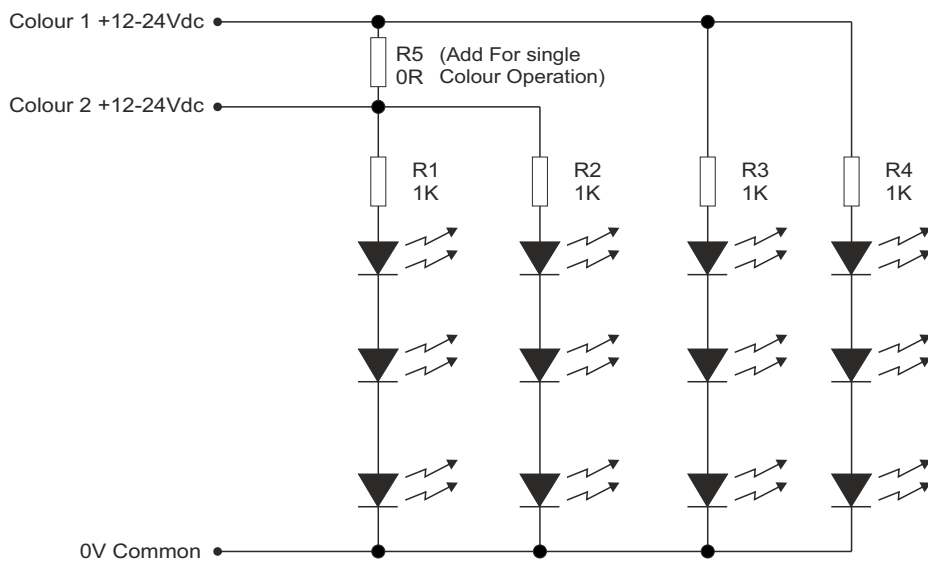 Colour 1 +12-24Vdc
R5 (Add For single
0R Colour Operation)
Colour 2 +12-24Vdc
R1
1K
R2
1K
R3
1K
R4
1K
0V Common